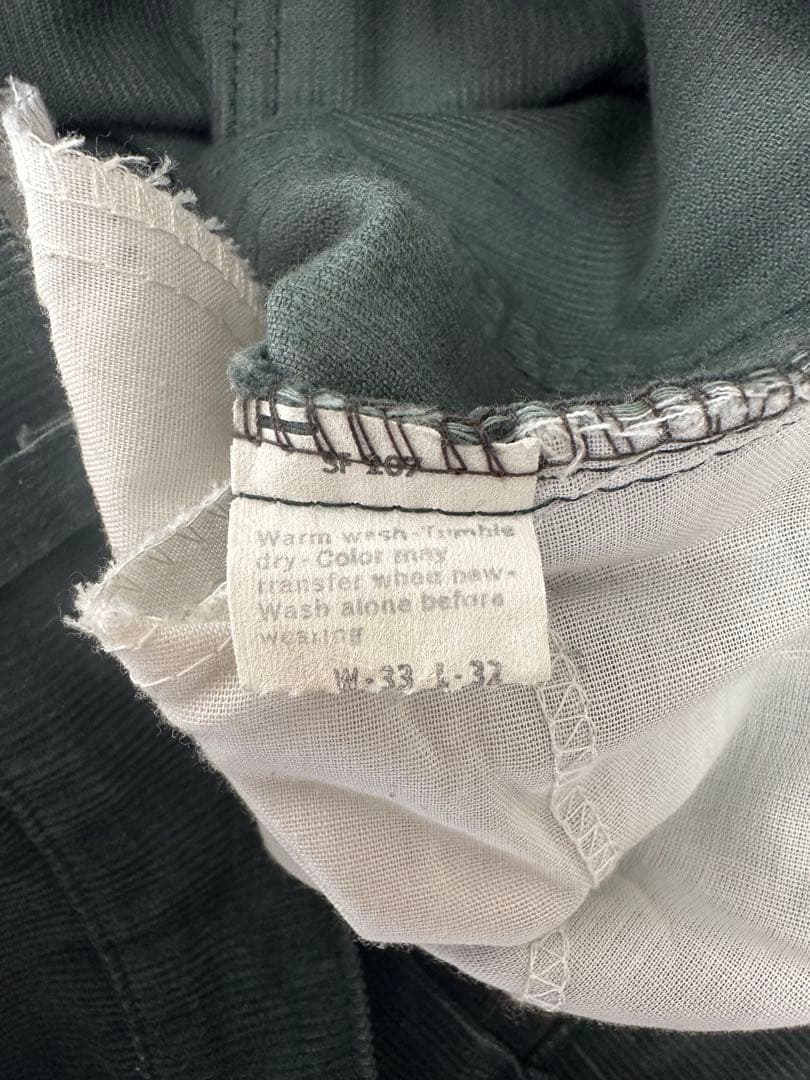 SF 207
Warm wash-Tumble
dry-Color may
transfer when new-
Wash alone before
wearing
W-33 L-32